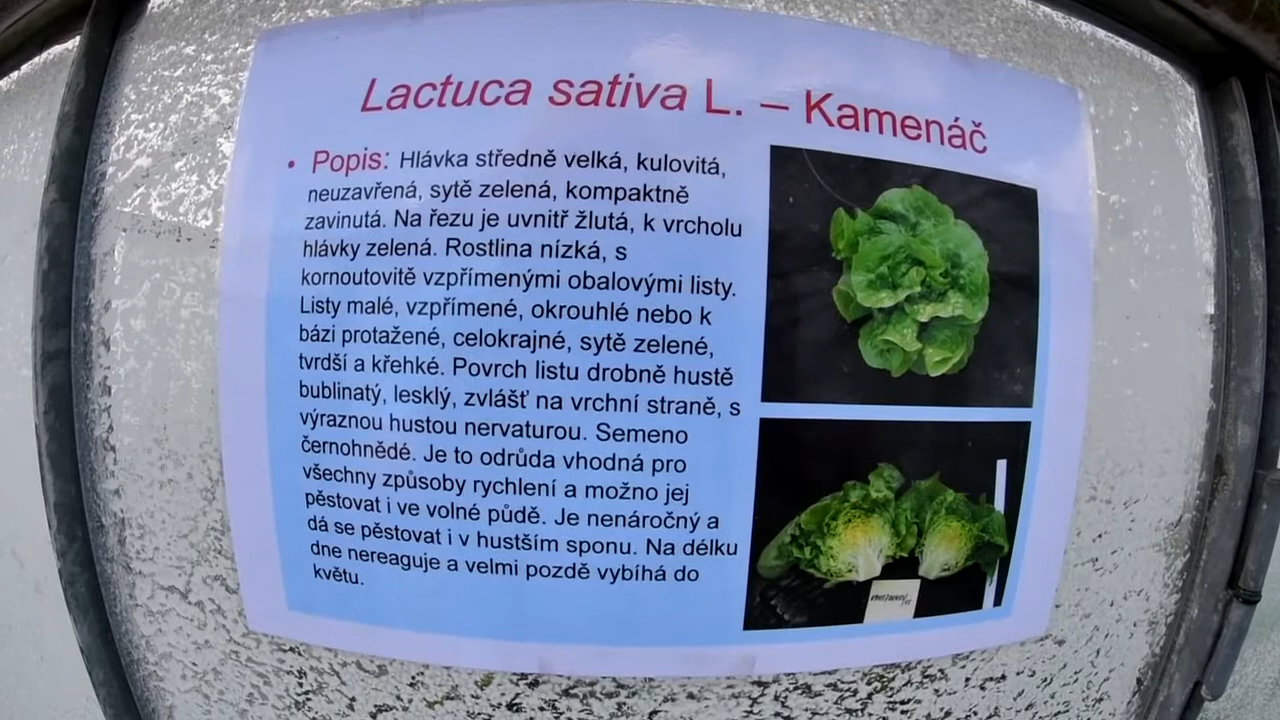 Lactuca sativa L. – Kamenáč
• Popis: Hlávka středně velká, kulovitá,
neuzavřená, sytě zelená, kompaktně
zavinutá. Na řezu je uvnitř žlutá, k vrcholu
hlávky zelená. Rostlina nízká, s
kornoutovitě vzpřímenými obalovými listy.
Listy malé, vzpřímené, okrouhlé nebo k
bázi protažené, celokrajné, sytě zelené,
tvrdší a křehké. Povrch listu drobně hustě
bublinatý, lesklý, zvlášť na vrchní straně, s
výraznou hustou nervaturou. Semeno
černohnědé. Je to odrůda vhodná pro
všechny způsoby rychlení a možno jej
pěstovat i ve volné půdě. Je nenáročný a
dá se pěstovat i v hustším sponu. Na délku
dne nereaguje a velmi pozdě vybíhá do
květu.